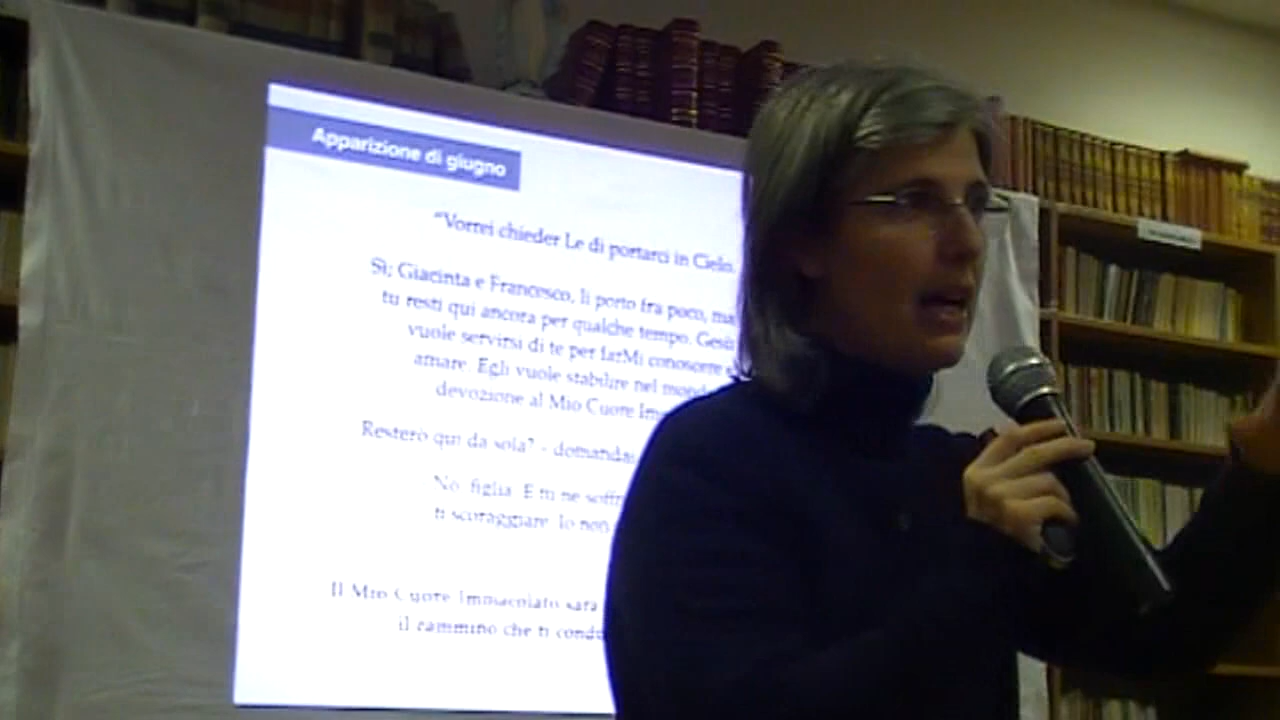 Apparizione di giugno
“Vorrei chieder Le di portarci in Cielo.
Sì; Giacinta e Francesco, li porto fra poco, ma
tu resti qui ancora per qualche tempo. Gesù
vuole servirsi di te per farMi conoscere e
amare. Egli vuole stabilire nel mondo
devozione al Mio Cuore
Resterò qui da sola? -
No, figlia. E tu ne
ti scoraggiare. Io non
Il Mio Cuore Immacolato sarà
il cammino che ti